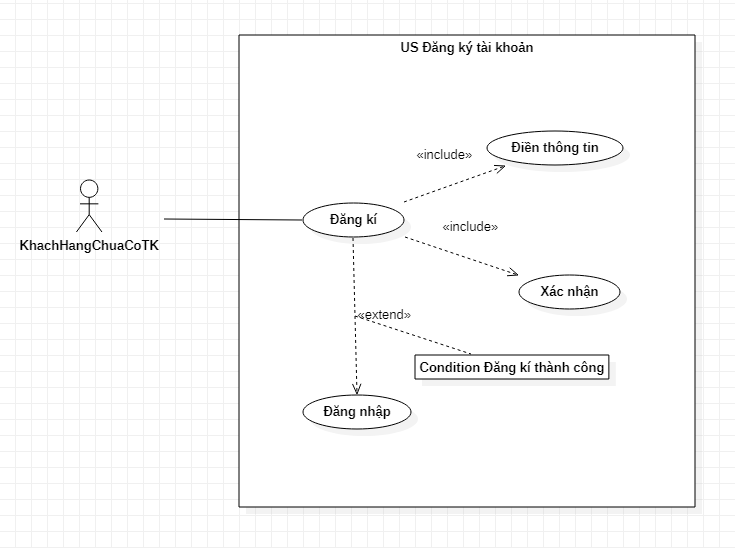 US Đăng ký tài khoản
Điền thông tin
«include»
Đăng kí
«include»
KhachHangChuaCoTK
Xác nhận
«extend»
Condition Đăng kí thành công
Đăng nhập